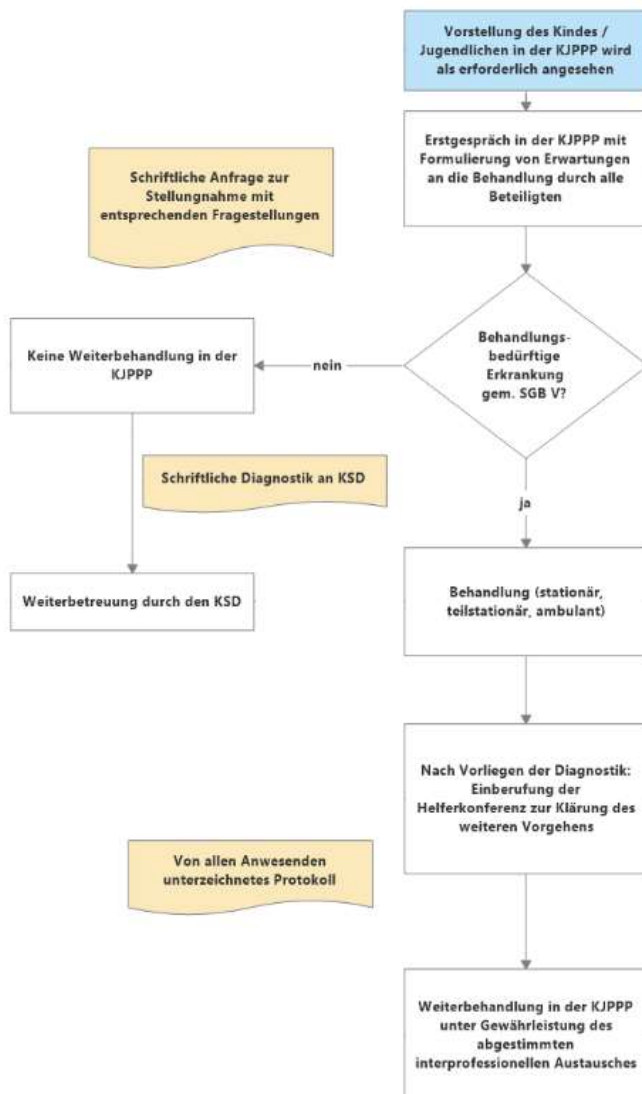 Vorstellung des Kindes /
Jugendlichen in der KJPPP wird
als erforderlich angesehen
Erstgespräch in der KJPPP mit
Formulierung von Erwartungen
an die Behandlung durch alle
Beteiligten
Schriftliche Anfrage zur
Stellungnahme mit
entsprechenden Fragestellungen
Behandlungs-
bedürftige
Erkrankung
gem. SGB V?
nein
Keine Weiterbehandlung in der
KJPPP
Schriftliche Diagnostik an KSD
Weiterbetreuung durch den KSD
ja
Behandlung (stationär,
teilstationär, ambulant)
Nach Vorliegen der Diagnostik:
Einberufung der
Helferkonferenz zur Klärung des
weiteren Vorgehens
Von allen Anwesenden
unterzeichnetes Protokoll
Weiterbehandlung in der KJPPP
unter Gewährleistung des
abgestimmten
interprofessionellen Austausches